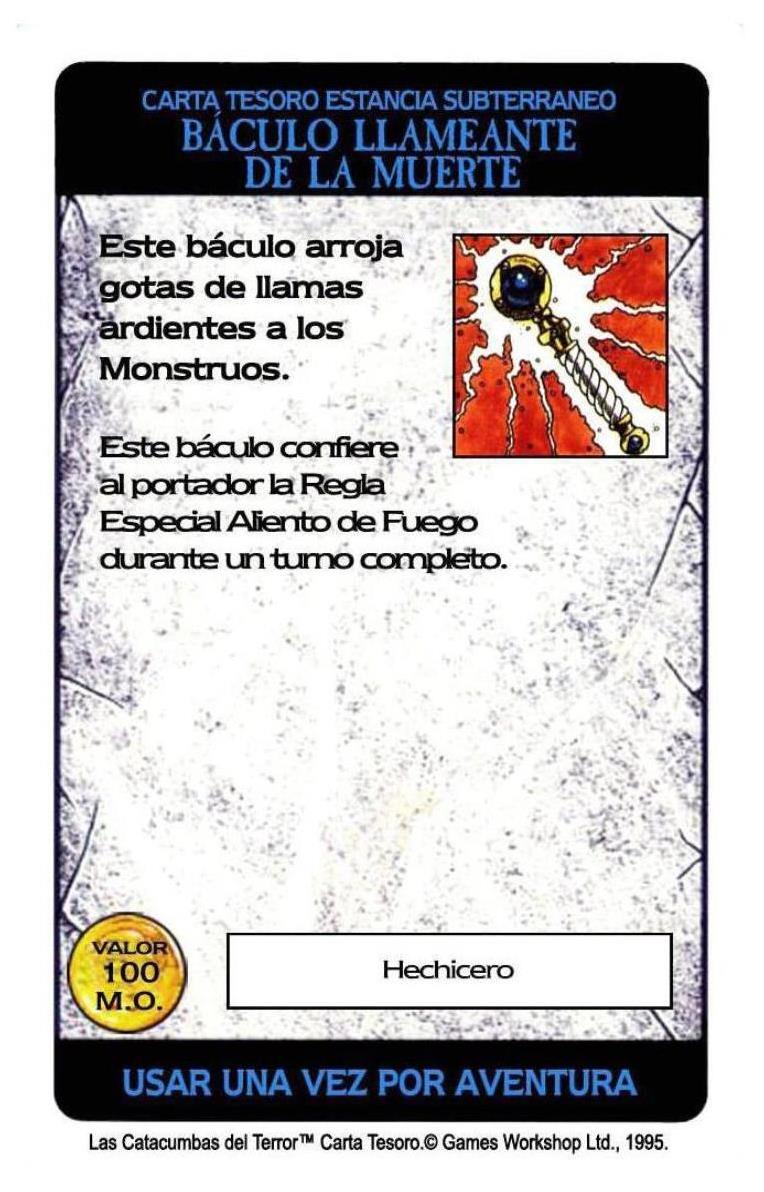 CARTA TESORO ESTANCIA SUBTERRANEO
BÁCULO LLAMEANTE
DE LA MUERTE
Este báculo arroja
gotas de llamas
ardientes a los
Monstruos.
Este báculo confiere
al portador la Regla
Especial Aliento de Fuego
durante un turno completo.
VALOR
100
M.O.
Hechicero
USAR UNA VEZ POR AVENTURA
Las Catacumbas del Terror™ Carta Tesoro.© Games Workshop Ltd., 1995.